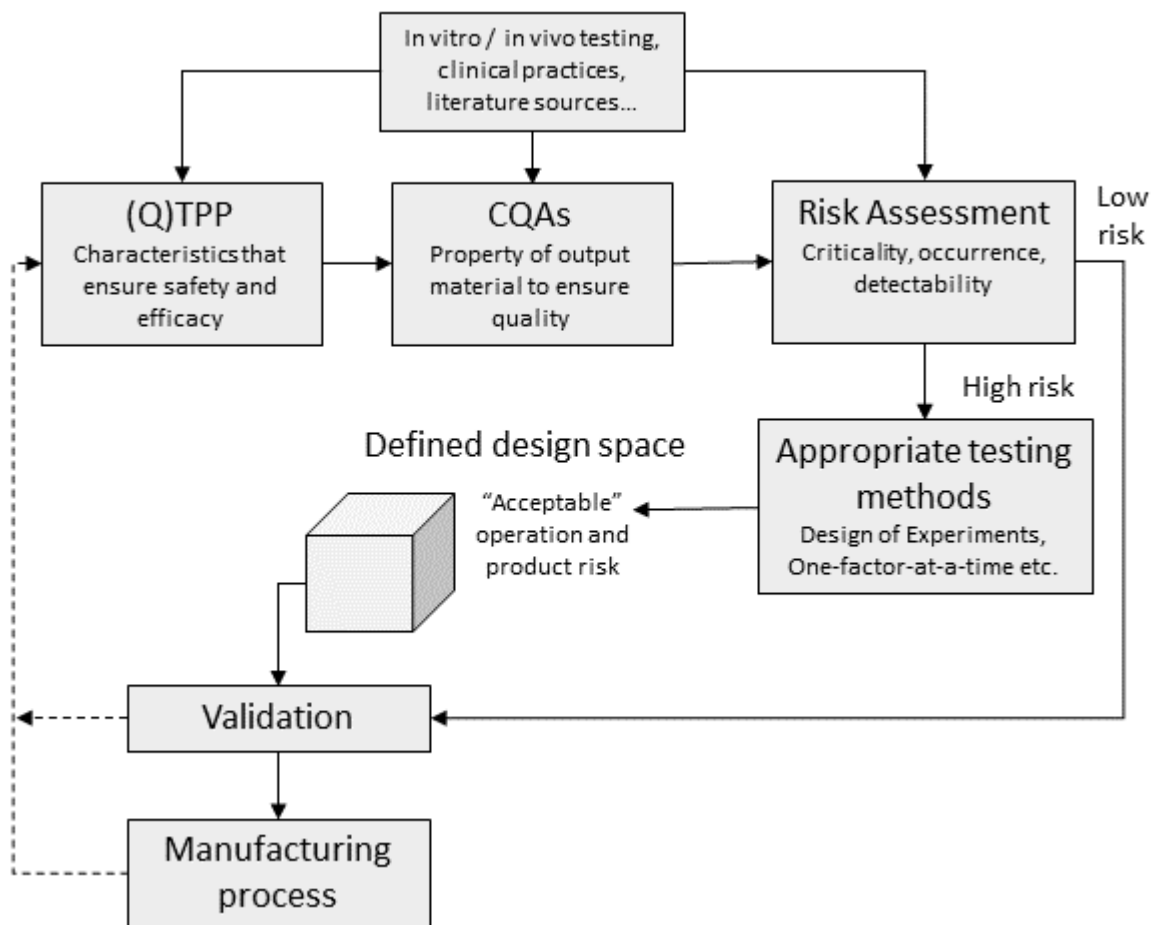 In vitro / in vivo testing,
clinical practices,
literature sources...
(Q)TPP
Characteristics that
ensure safety and
efficacy
CQAs
Property of output
material to ensure
quality
Risk Assessment
Criticality, occurrence,
detectability
Low
risk
High risk
Appropriate testing
methods
Design of Experiments,
One-factor-at-a-time etc.
Defined design space
“Acceptable”
operation and
product risk
Validation
Manufacturing
process